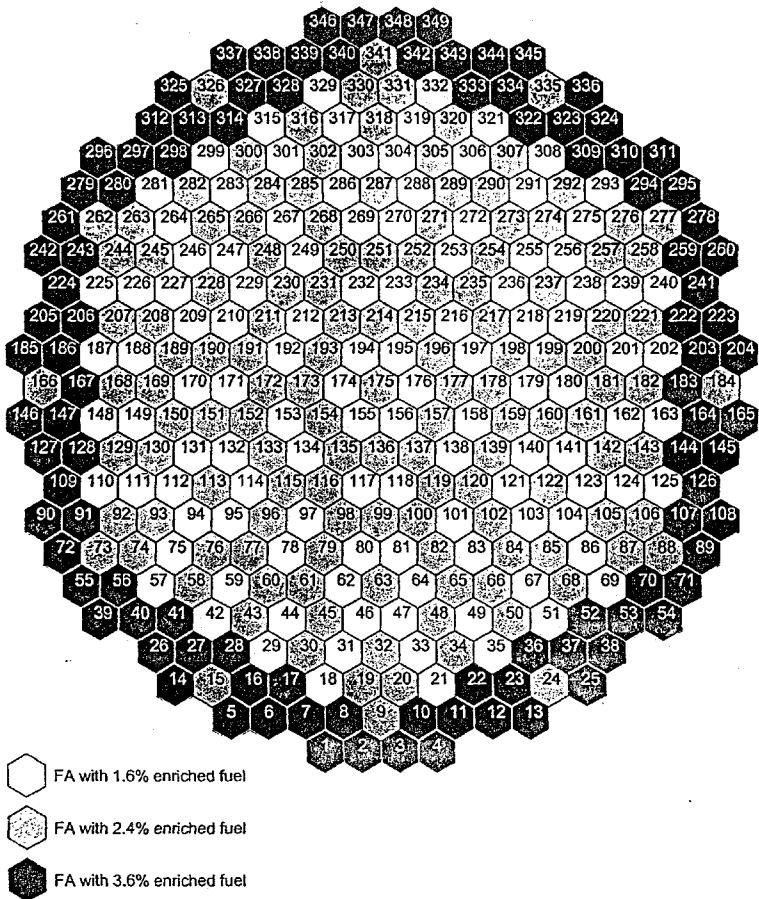 346 347 348 349
337 338 339 340 341 342 343 344 345
325 326 327 328 329 330 331 332 333 334 335 336
312 313 314 315 316 317 318 319 320 321 322 323 324
296 297 298 299 300 301 302 303 304 305 306 307 308 309 310 311
279 280 281 282 283 284 285 286 287 288 289 290 291 292 293 294 295
261 262 263 264 265 266 267 268 269 270 271 272 273 274 275 276 277 278
242 243 244 245 246 247 248 249 250 251 252 253 254 255 256 257 258 259 260
224 225 226 227 228 229 230 231 232 233 234 235 236 237 238 239 240 241
205 206 207 208 209 210 211 212 213 214 215 216 217 218 219 220 221 222 223
185 186 187 188 189 190 191 192 193 194 195 196 197 198 199 200 201 202 203 204
166 167 168 169 170 171 172 173 174 175 176 177 178 179 180 181 182 183 184
146 147 148 149 150 151 152 153 154 155 156 157 158 159 160 161 162 163 164 165
127 128 129 130 131 132 133 134 135 136 137 138 139 140 141 142 143 144 145
109 110 111 112 113 114 115 116 117 118 119 120 121 122 123 124 125 126
90 91 92 93 94 95 96 97 98 99 100 101 102 103 104 105 106 107 108
72 73 74 75 76 77 78 79 80 81 82 83 84 85 86 87 88 89
55 56 57 58 59 60 61 62 63 64 65 66 67 68 69 70 71
39 40 41 42 43 44 45 46 47 48 49 50 51 52 53 54
26 27 28 29 30 31 32 33 34 35 36 37 38
14 15 16 17 18 19 20 21 22 23 24 25
5 6 7 8 9 10 11 12 13
1 2 3 4
FA with 1.6% enriched fuel
FA with 2.4% enriched fuel
FA with 3.6% enriched fuel